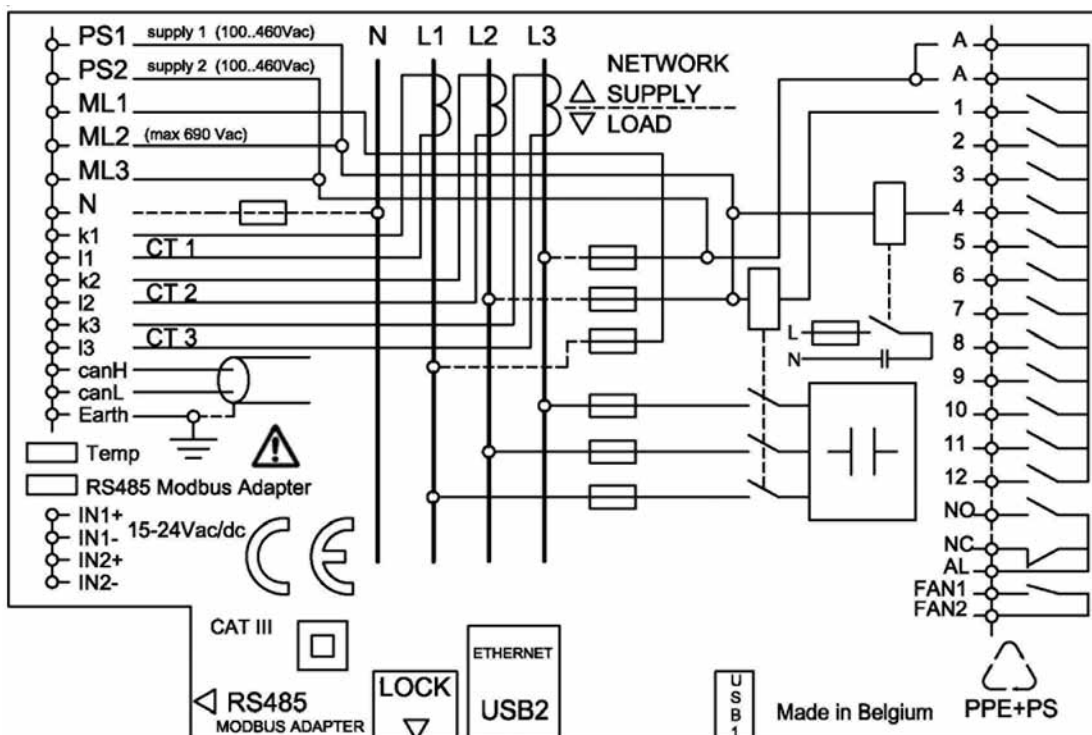 PS1 supply 1 (100..460Vac)
PS2 supply 2 (100..460Vac)
ML1
ML2 (max 690 Vac)
ML3
N
k1
l1 CT 1
k2
l2 CT 2
k3
l3 CT 3
canH
canL
Earth
Temp
RS485 Modbus Adapter
IN1+
IN1- 15-24Vac/dc
IN2+
IN2-
N L1 L2 L3
NETWORK
SUPPLY
LOAD
L
N
A
A
1
2
3
4
5
6
7
8
9
10
11
12
NO
NC
AL
FAN1
FAN2
CE
CAT III
RS485
MODBUS ADAPTER
LOCK
ETHERNET
USB2
USB1
Made in Belgium
PPE+PS